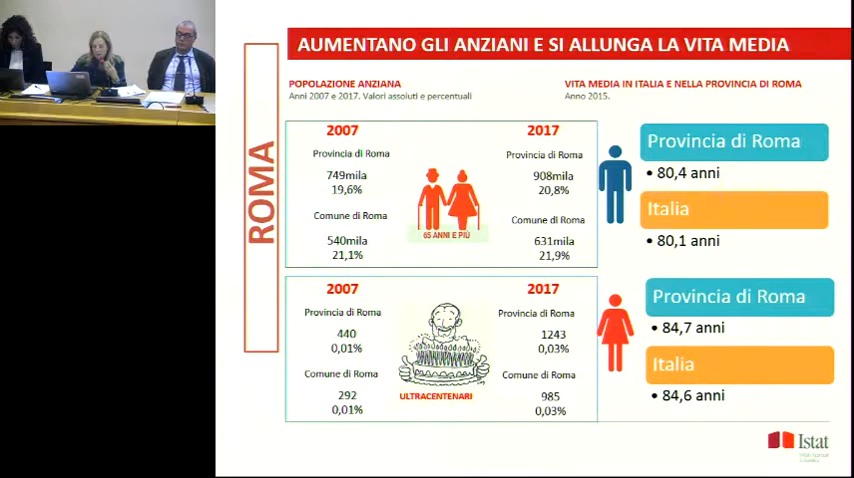 AUMENTANO GLI ANZIANI E SI ALLUNGA LA VITA MEDIA
ROMA
POPOLAZIONE ANZIANA
Anni 2007 e 2017. Valori assoluti e percentuali
VITA MEDIA IN ITALIA E NELLA PROVINCIA DI ROMA
Anno 2015.
2007
Provincia di Roma
749mila
19,6%
Comune di Roma
540mila
21,1%
65 ANNI E PIÙ
2017
Provincia di Roma
908mila
20,8%
Comune di Roma
631mila
21,9%
Provincia di Roma
• 80,4 anni
Italia
• 80,1 anni
2007
Provincia di Roma
440
0,01%
Comune di Roma
292
0,01%
ULTRACENTENARI
2017
Provincia di Roma
1243
0,03%
Comune di Roma
985
0,03%
Provincia di Roma
• 84,7 anni
Italia
• 84,6 anni
Istat